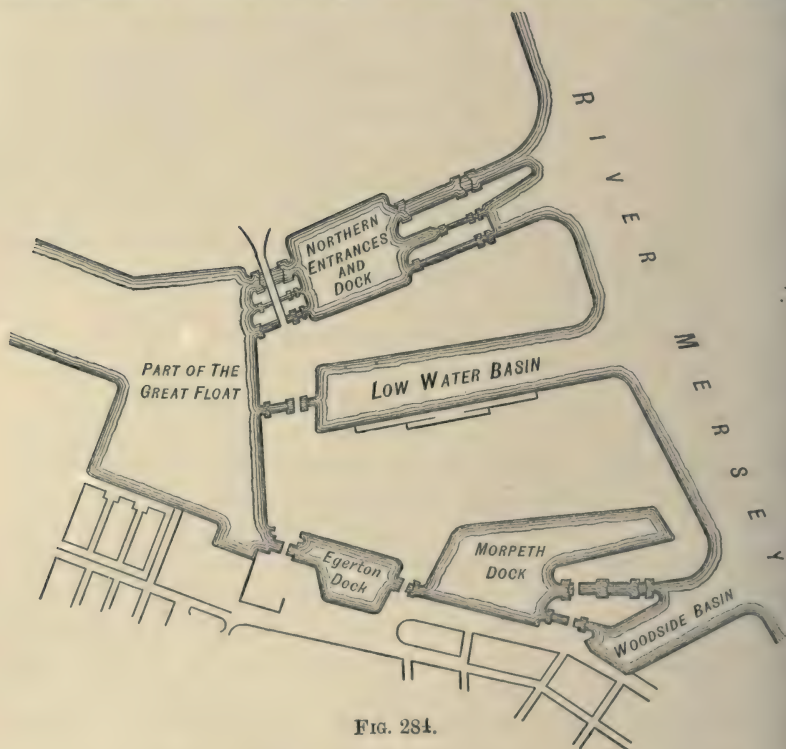 RIVER MERSEY
NORTHERN
ENTRANCES
AND
DOCK
PART OF THE
GREAT FLOAT
LOW WATER BASIN
Egerton
Dock
MORPETH
DOCK
WOODSIDE BASIN
FIG. 284.